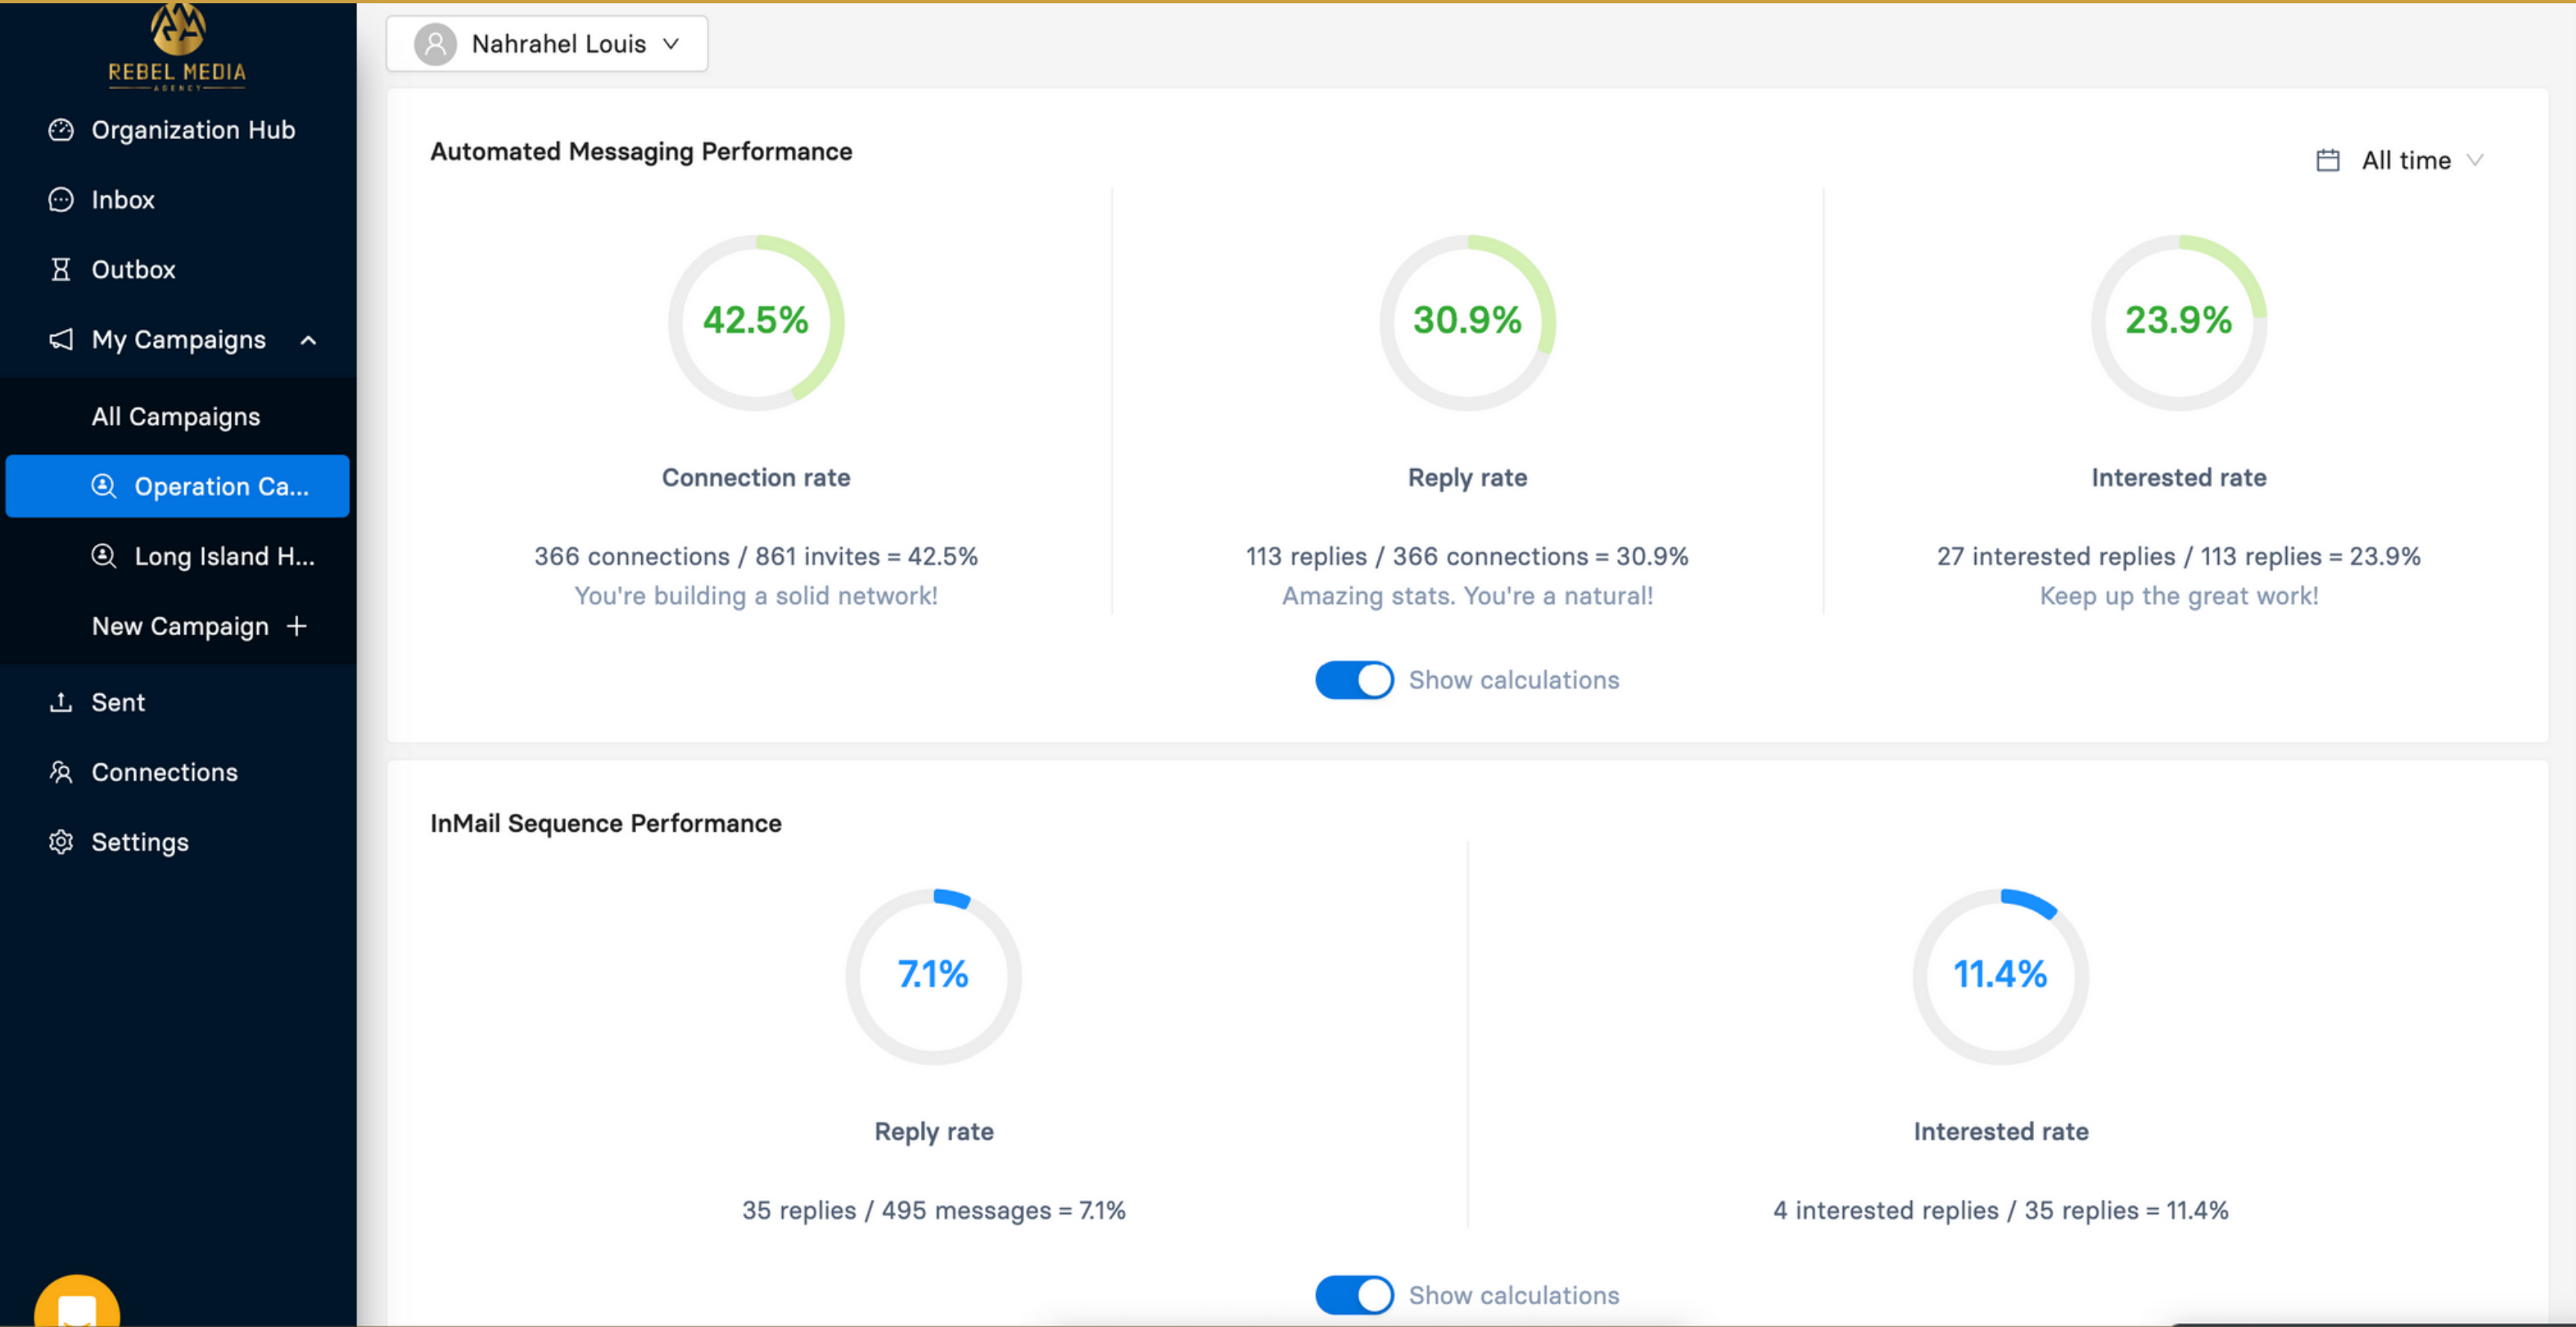 REBEL MEDIA
AGENCY
Organization Hub
Inbox
Outbox
My Campaigns
All Campaigns
Operation Ca...
Long Island H...
New Campaign +
Sent
Connections
Settings
Nahrahel Louis
Automated Messaging Performance
All time
42.5%
Connection rate
366 connections / 861 invites = 42.5%
You're building a solid network!
30.9%
Reply rate
113 replies / 366 connections = 30.9%
Amazing stats. You're a natural!
23.9%
Interested rate
27 interested replies / 113 replies = 23.9%
Keep up the great work!
Show calculations
InMail Sequence Performance
7.1%
Reply rate
35 replies / 495 messages = 7.1%
11.4%
Interested rate
4 interested replies / 35 replies = 11.4%
Show calculations